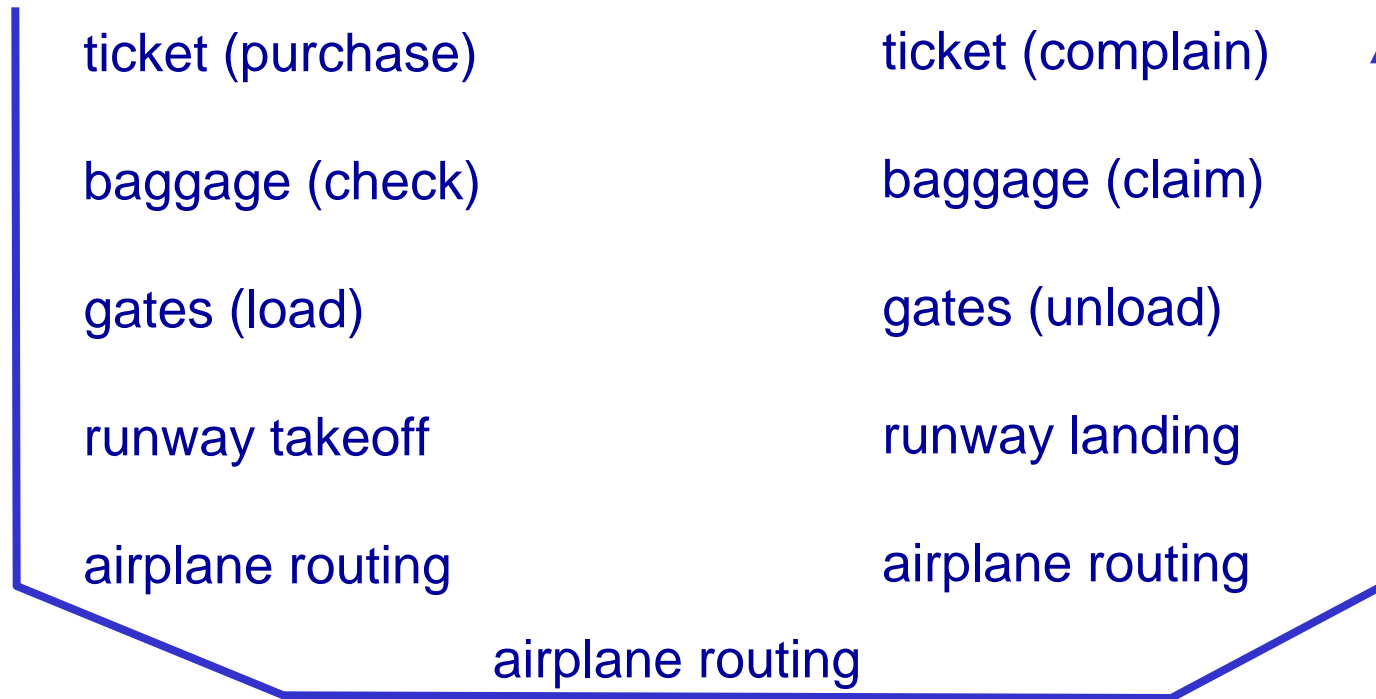 ticket (purchase)
baggage (check)
gates (load)
runway takeoff
airplane routing
ticket (complain)
baggage (claim)
gates (unload)
runway landing
airplane routing
airplane routing